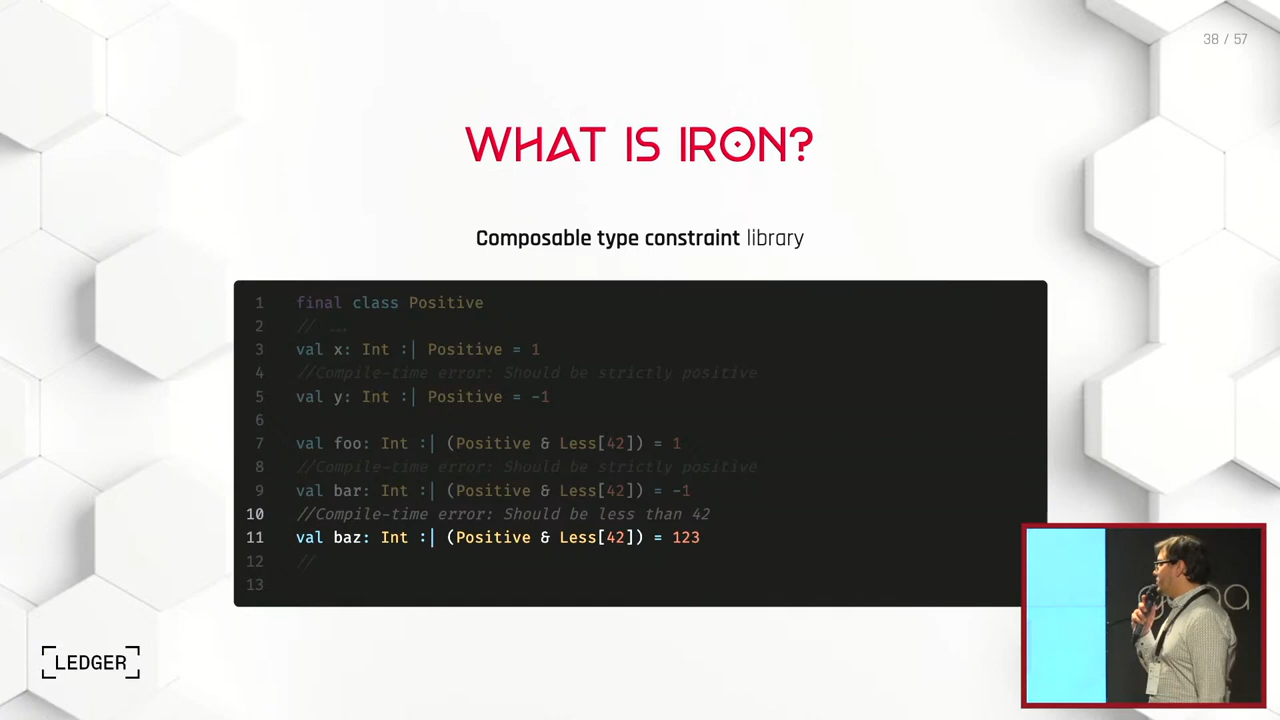 38 / 57
WHAT IS IRON?
Composable type constraint library
1 final class Positive
2 // ...
3 val x: Int :| Positive = 1
4 //Compile-time error: Should be strictly positive
5 val y: Int :| Positive = -1
6
7 val foo: Int :| (Positive & Less[42]) = 1
8 //Compile-time error: Should be strictly positive
9 val bar: Int :| (Positive & Less[42]) = -1
10 //Compile-time error: Should be less than 42
11 val baz: Int :| (Positive & Less[42]) = 123
12 //
13
LEDGER